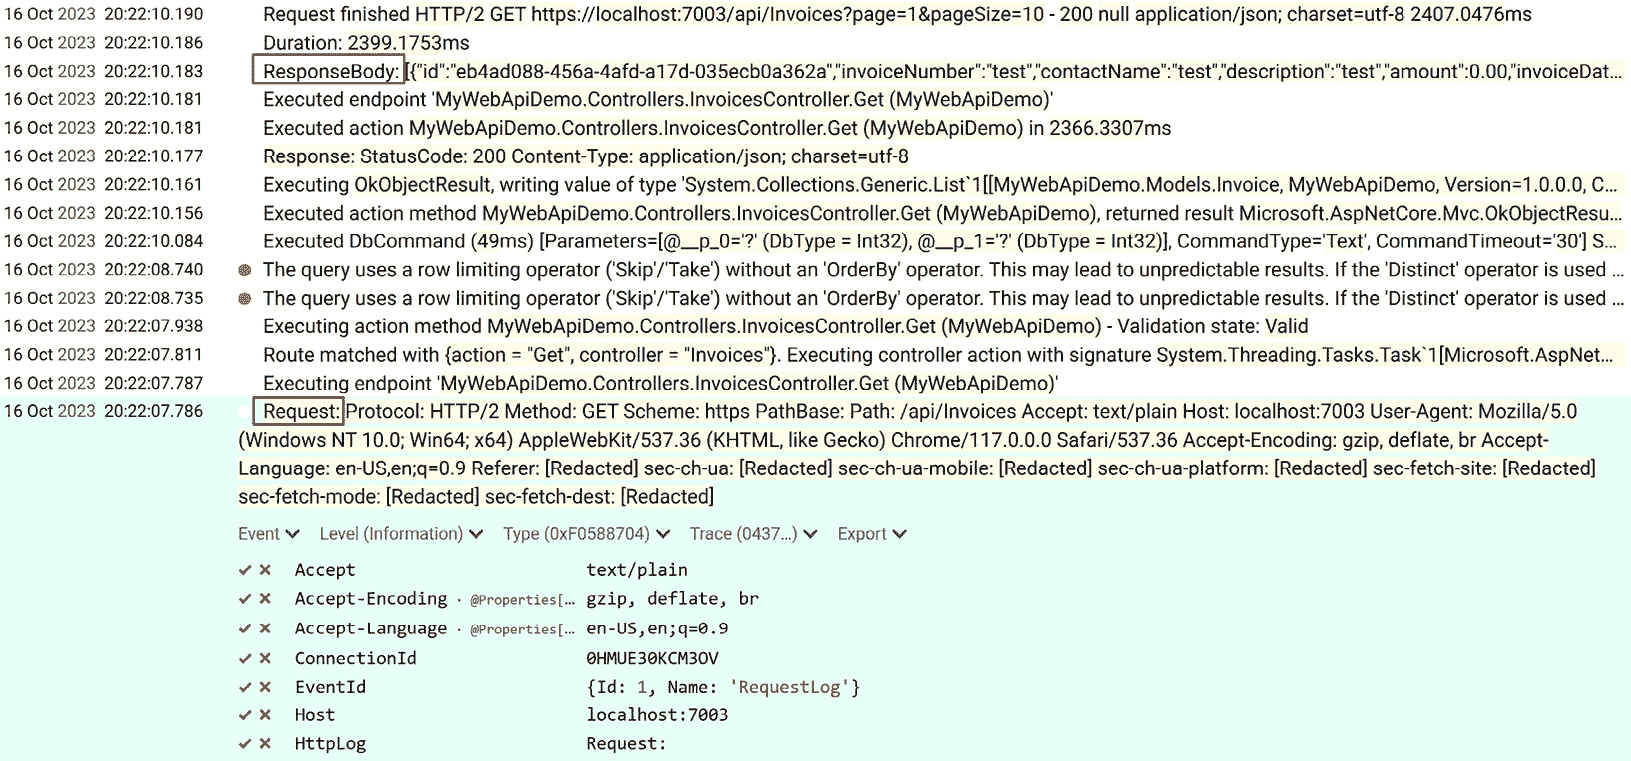 16 Oct 2023 20:22:10.190 Request finished HTTP/2 GET https://localhost:7003/api/Invoices?page=1&pageSize=10 - 200 null application/json; charset=utf-8 2407.0476ms
16 Oct 2023 20:22:10.186 Duration: 2399.1753ms
16 Oct 2023 20:22:10.183 ResponseBody: [{"id":"eb4ad088-456a-4afd-a17d-035ecb0a362a","invoiceNumber":"test","contactName":"test","description":"test","amount":0.00,"invoiceDat...
16 Oct 2023 20:22:10.181 Executed endpoint 'MyWebApiDemo.Controllers.InvoicesController.Get (MyWebApiDemo)'
16 Oct 2023 20:22:10.181 Executed action MyWebApiDemo.Controllers.InvoicesController.Get (MyWebApiDemo) in 2366.3307ms
16 Oct 2023 20:22:10.177 Response: StatusCode: 200 Content-Type: application/json; charset=utf-8
16 Oct 2023 20:22:10.161 Executing OkObjectResult, writing value of type 'System.Collections.Generic.List`1[[MyWebApiDemo.Models.Invoice, MyWebApiDemo, Version=1.0.0.0, C...
16 Oct 2023 20:22:10.156 Executed action method MyWebApiDemo.Controllers.InvoicesController.Get (MyWebApiDemo), returned result Microsoft.AspNetCore.Mvc.OkObjectResu...
16 Oct 2023 20:22:10.084 Executed DbCommand (49ms) [Parameters=[@__p_0='?' (DbType = Int32), @__p_1='?' (DbType = Int32)], CommandType='Text', CommandTimeout='30'] S...
16 Oct 2023 20:22:08.740 The query uses a row limiting operator ('Skip'/'Take') without an 'OrderBy' operator. This may lead to unpredictable results. If the 'Distinct' operator is used ...
16 Oct 2023 20:22:08.735 The query uses a row limiting operator ('Skip'/'Take') without an 'OrderBy' operator. This may lead to unpredictable results. If the 'Distinct' operator is used ...
16 Oct 2023 20:22:07.938 Executing action method MyWebApiDemo.Controllers.InvoicesController.Get (MyWebApiDemo) - Validation state: Valid
16 Oct 2023 20:22:07.811 Route matched with {action = "Get", controller = "Invoices"}. Executing controller action with signature System.Threading.Tasks.Task`1[Microsoft.AspNet...
16 Oct 2023 20:22:07.787 Executing endpoint 'MyWebApiDemo.Controllers.InvoicesController.Get (MyWebApiDemo)'
16 Oct 2023 20:22:07.786 Request: Protocol: HTTP/2 Method: GET Scheme: https PathBase: Path: /api/Invoices Accept: text/plain Host: localhost:7003 User-Agent: Mozilla/5.0
(Windows NT 10.0; Win64; x64) AppleWebKit/537.36 (KHTML, like Gecko) Chrome/117.0.0.0 Safari/537.36 Accept-Encoding: gzip, deflate, br Accept-
Language: en-US,en;q=0.9 Referer: [Redacted] sec-ch-ua: [Redacted] sec-ch-ua-mobile: [Redacted] sec-ch-ua-platform: [Redacted] sec-fetch-site: [Redacted]
sec-fetch-mode: [Redacted] sec-fetch-dest: [Redacted]
Event Level (Information) Type (0xF0588704) Trace (0437...) Export
Accept text/plain
Accept-Encoding · @Properties[... gzip, deflate, br
Accept-Language · @Properties[... en-US,en;q=0.9
ConnectionId 0HMUE30KCM3OV
EventId {Id: 1, Name: 'RequestLog'}
Host localhost:7003
HttpLog Request: